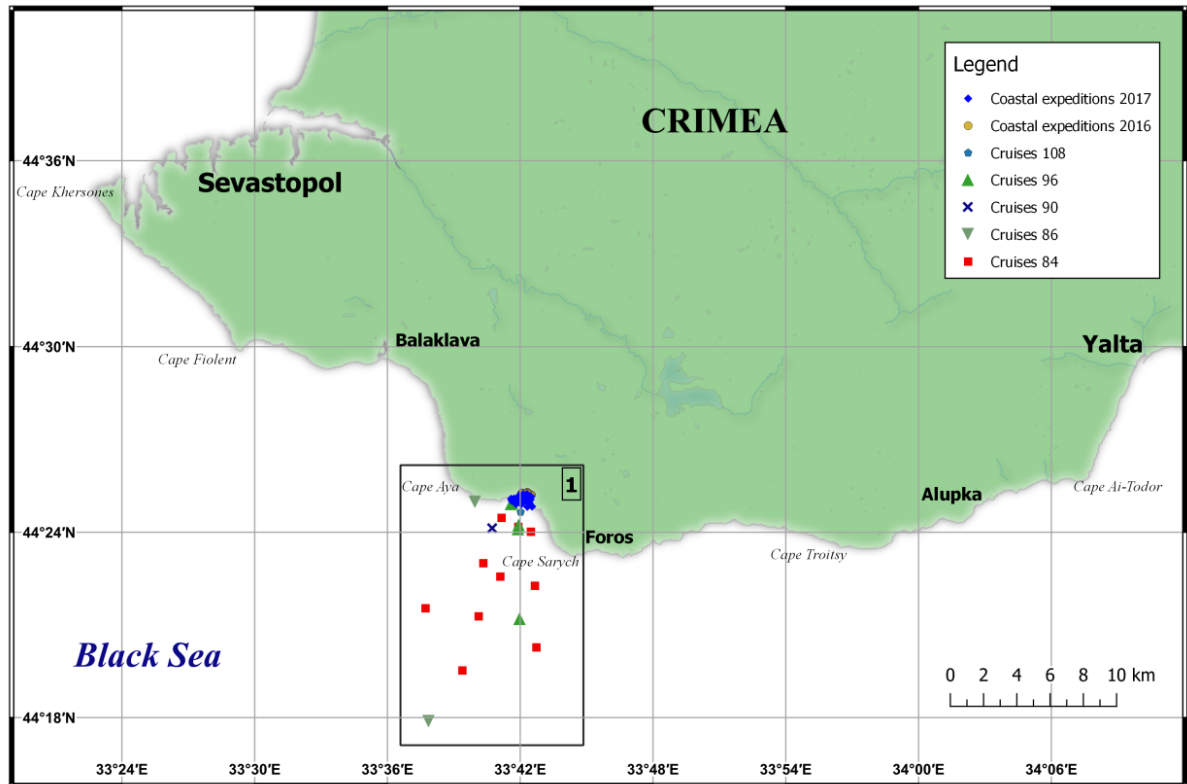 Legend
Coastal expeditions 2017
Coastal expeditions 2016
Cruises 108
Cruises 96
Cruises 90
Cruises 86
Cruises 84
CRIMEA
44°36'N
Sevastopol
Cape Khersones
44°30'N
Balaklava
Yalta
Cape Fiolent
1
Cape Aya
Alupka
Cape Ai-Todor
44°24'N
Foros
Cape Troitsy
Cape Sarych
Black Sea
0 2 4 6 8 10 km
44°18'N
33°24'E 33°30'E 33°36'E 33°42'E 33°48'E 33°54'E 34°00'E 34°06'E